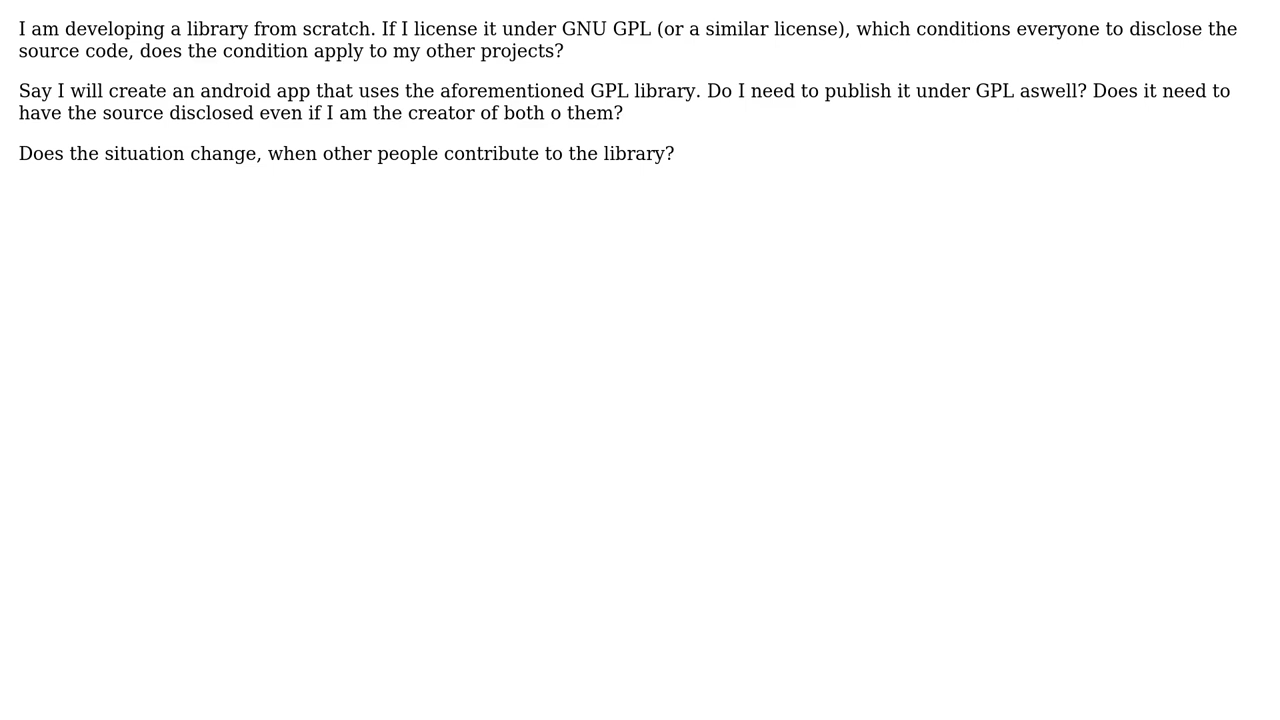 I am developing a library from scratch. If I license it under GNU GPL (or a similar license), which conditions everyone to disclose the
source code, does the condition apply to my other projects?
Say I will create an android app that uses the aforementioned GPL library. Do I need to publish it under GPL aswell? Does it need to
have the source disclosed even if I am the creator of both o them?
Does the situation change, when other people contribute to the library?